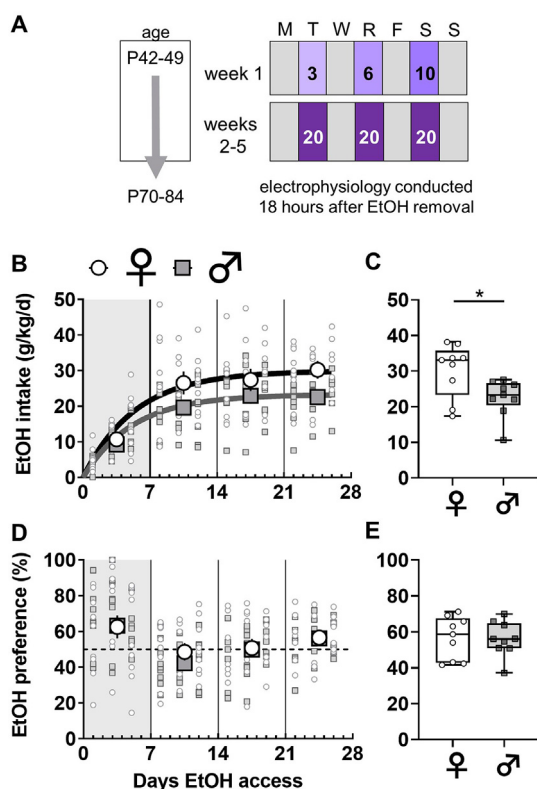 A
age
P42-49
P70-84
M T W R F S S
week 1
3 6 10
weeks
2-5
20 20 20
electrophysiology conducted
18 hours after EtOH removal
B
♀ ♂
EtOH intake (g/kg/d)
50
40
30
20
10
0
0 7 14 21 28
C
*
50
40
30
20
10
0
♀ ♂
D
EtOH preference (%)
100
80
60
40
20
0
0 7 14 21 28
Days EtOH access
E
100
80
60
40
20
0
♀ ♂